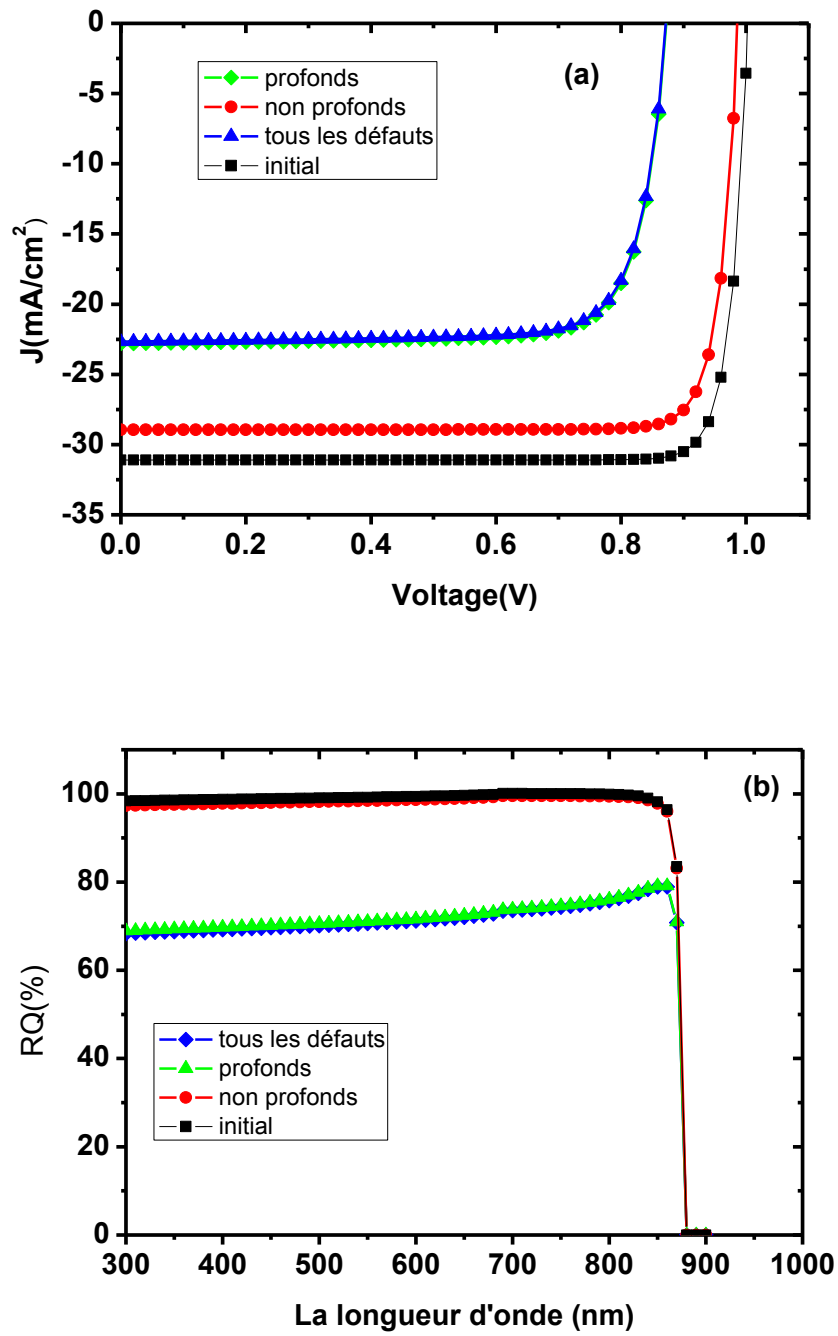 (a)
profonds
non profonds
tous les défauts
initial
0
-5
-10
-15
-20
-25
-30
-35
J(mA/cm²)
0.0 0.2 0.4 0.6 0.8 1.0
Voltage(V)
(b)
100
80
60
40
20
0
RQ(%)
tous les défauts
profonds
non profonds
initial
300 400 500 600 700 800 900 1000
La longueur d'onde (nm)